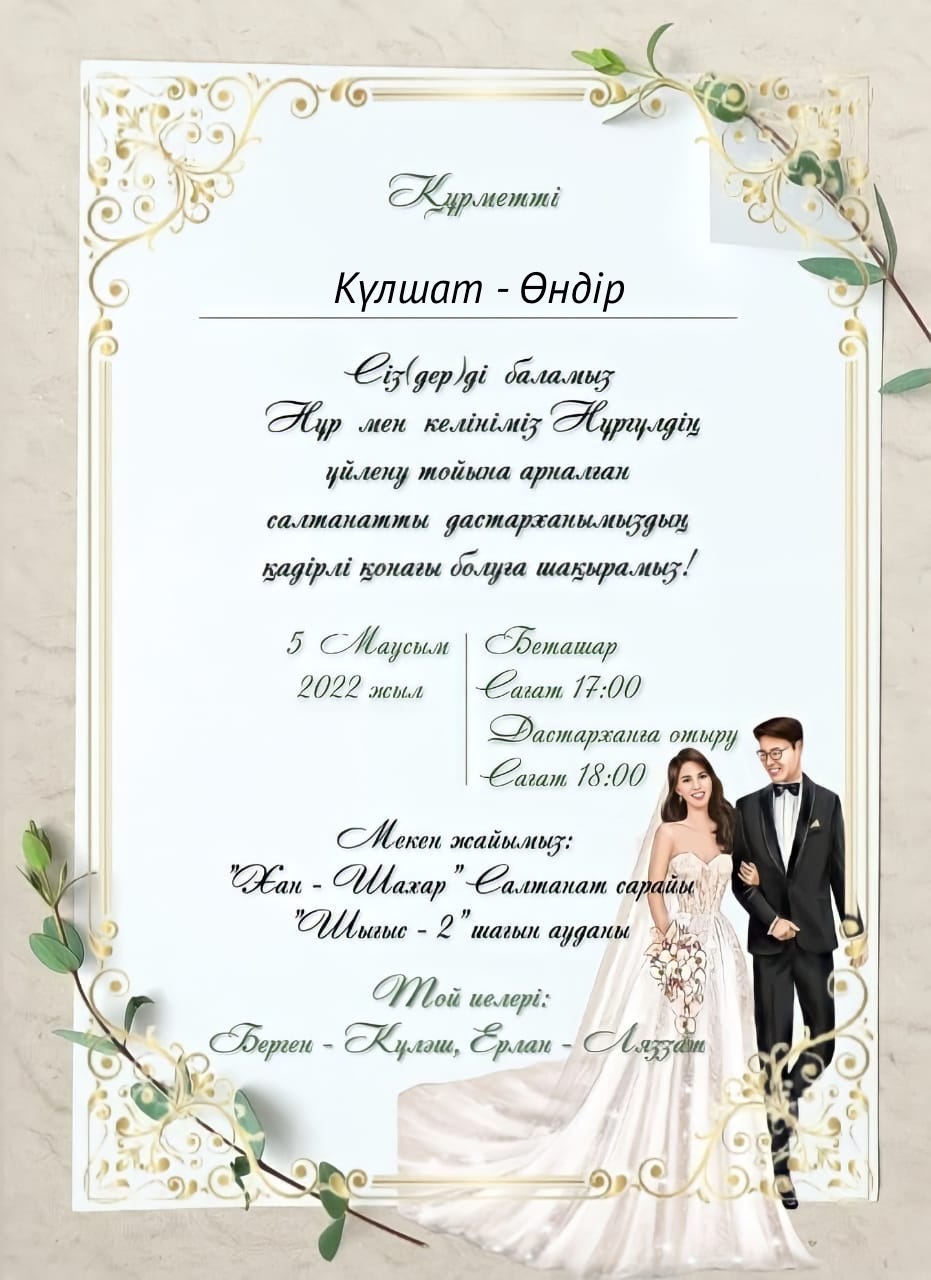 Құрметті
Күлшат - Өндір
Сіз(дер)ді баламыз
Нұр мен келініміз Нұргүлдің
үйлену тойына арналған
салтанатты дастарханымыздың
қадірлі қонағы болуға шақырамыз!
5 Маусым
2022 жыл
Беташар
Сағат 17:00
Дастарханға отыру
Сағат 18:00
Мекен жайымыз:
"Хан - Шахар" Салтанат сарайы
"Шығыс - 2" шағын ауданы
Той иелері:
Берген - Күләш, Ерлан - Ляззат